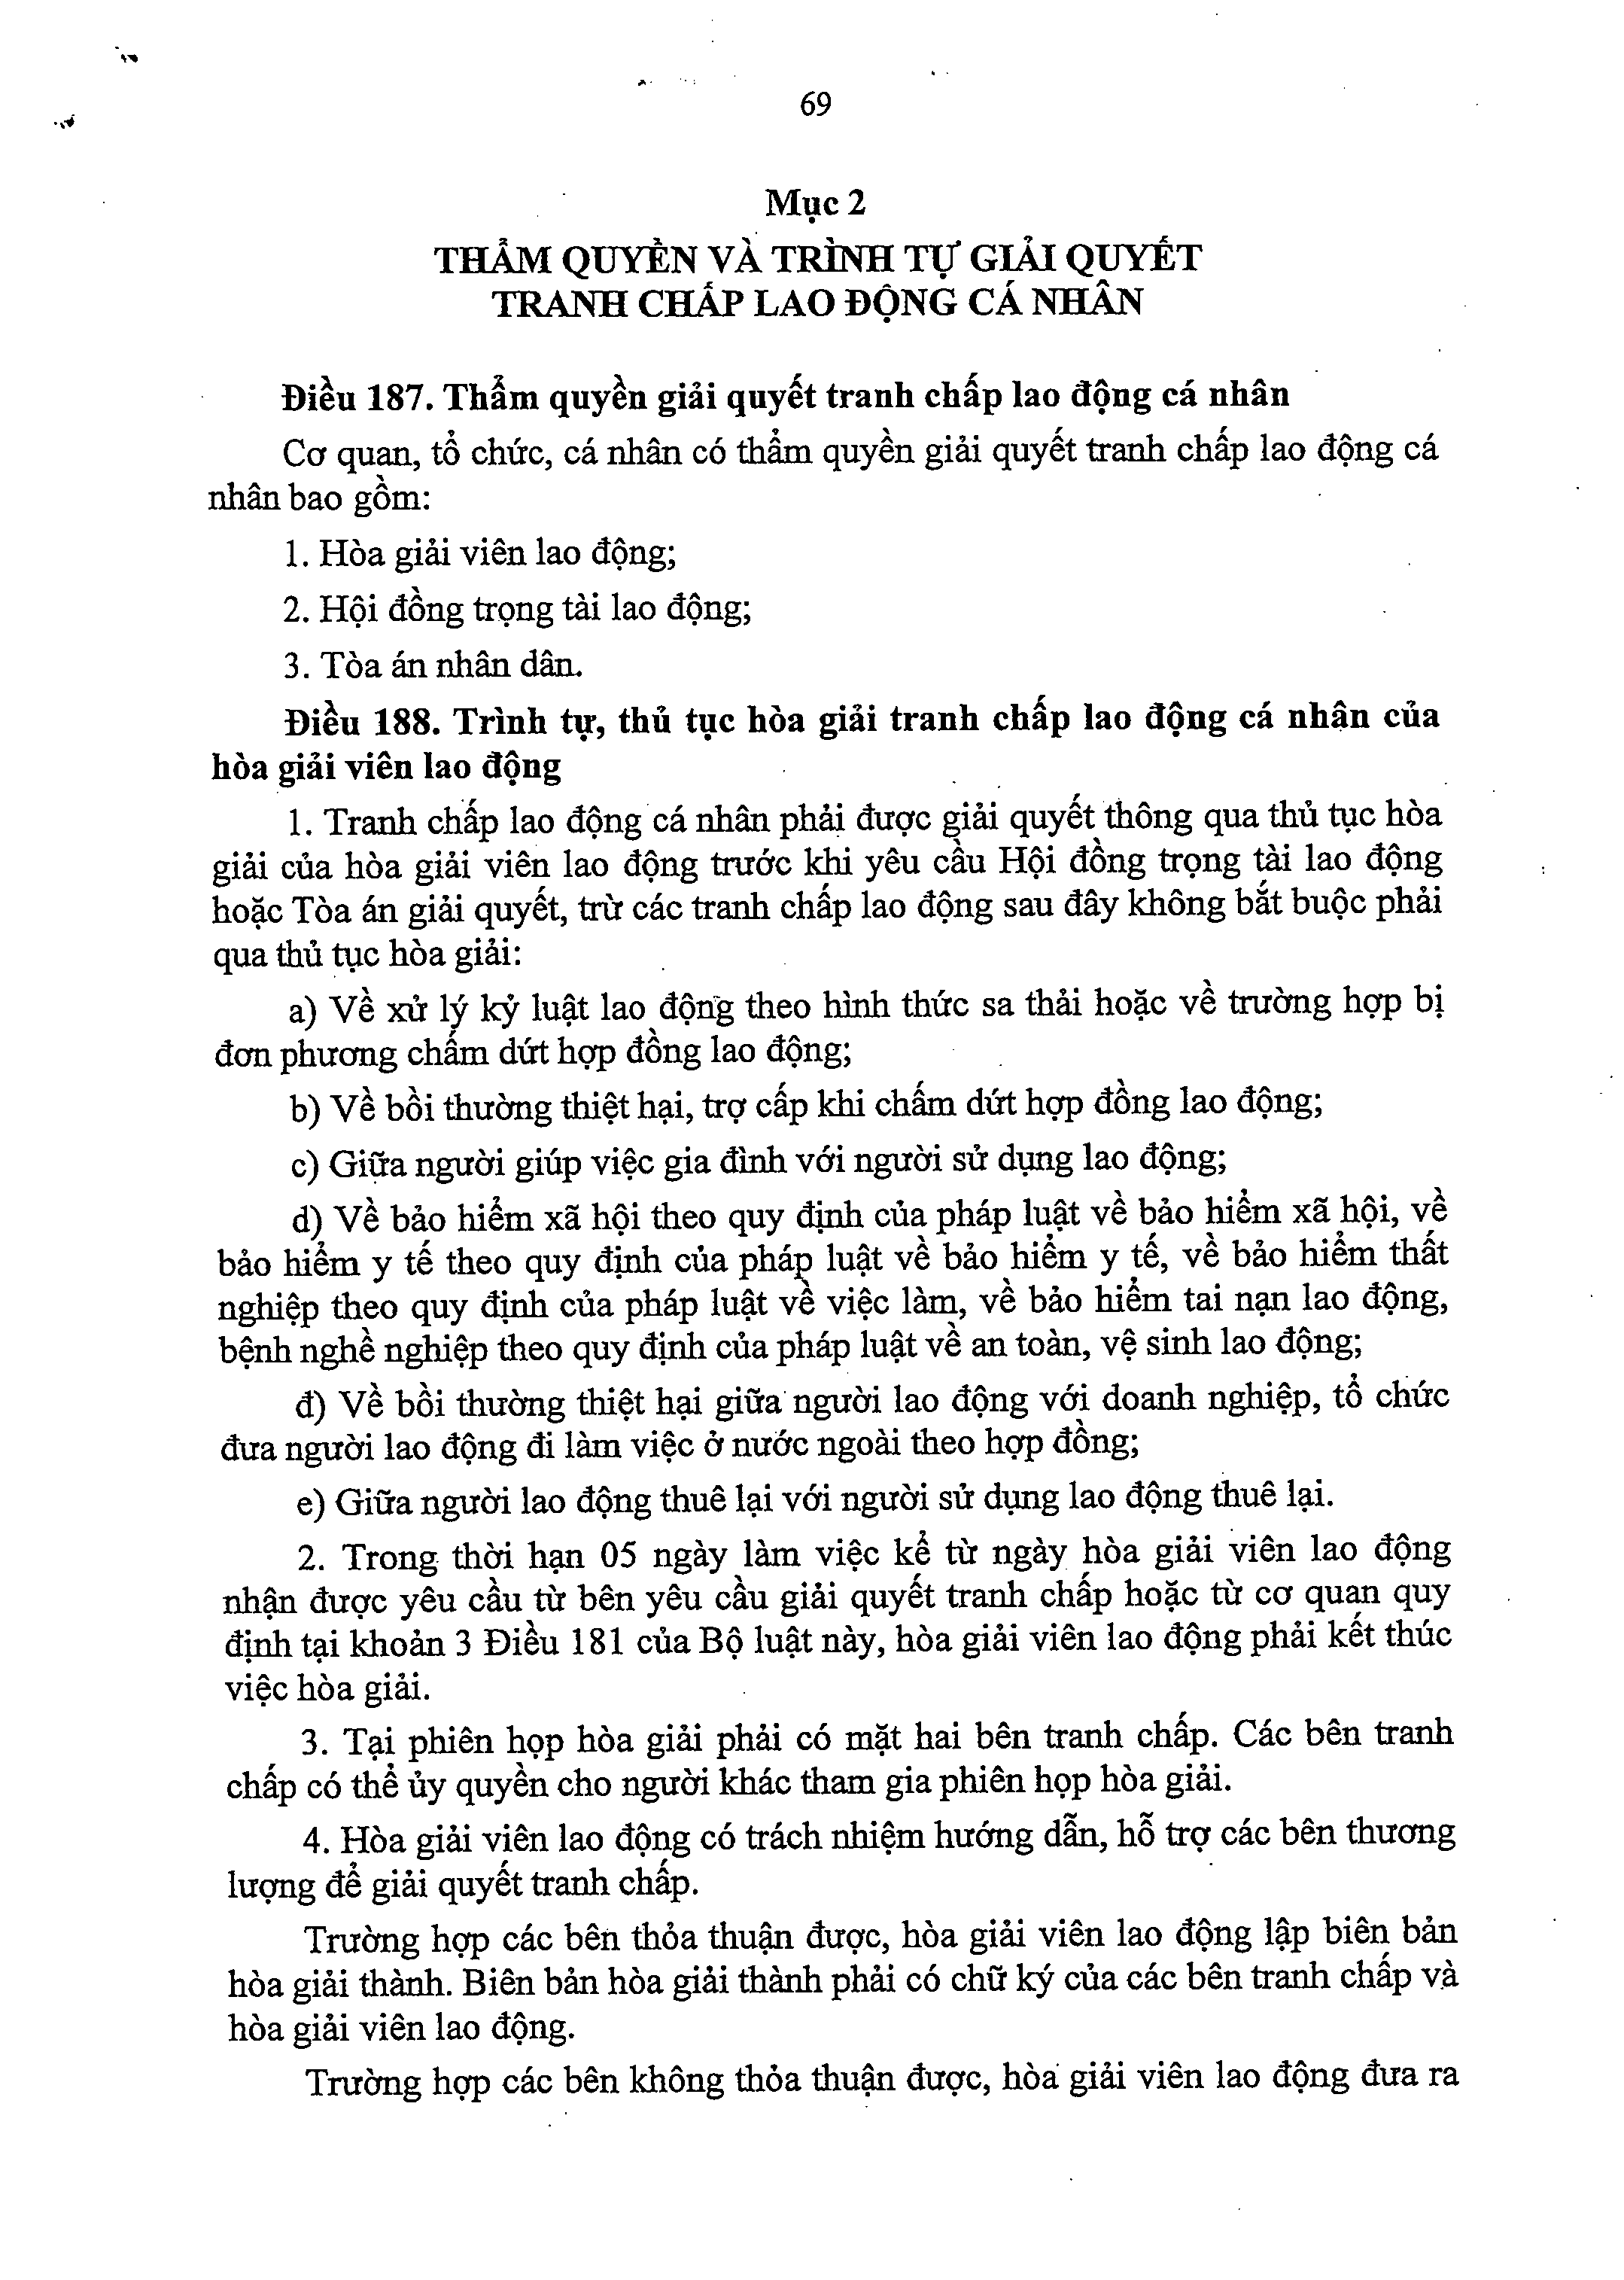 69
Mục 2
THẨM QUYỀN VÀ TRÌNH TỰ GIẢI QUYẾT
TRANH CHẤP LAO ĐỘNG CÁ NHÂN
Điều 187. Thẩm quyền giải quyết tranh chấp lao động cá nhân
Cơ quan, tổ chức, cá nhân có thẩm quyền giải quyết tranh chấp lao động cá
nhân bao gồm:
1. Hòa giải viên lao động;
2. Hội đồng trọng tài lao động;
3. Tòa án nhân dân.
Điều 188. Trình tự, thủ tục hòa giải tranh chấp lao động cá nhân của
hòa giải viên lao động
1. Tranh chấp lao động cá nhân phải được giải quyết thông qua thủ tục hòa
giải của hòa giải viên lao động trước khi yêu cầu Hội đồng trọng tài lao động
hoặc Tòa án giải quyết, trừ các tranh chấp lao động sau đây không bắt buộc phải
qua thủ tục hòa giải:
a) Về xử lý kỷ luật lao động theo hình thức sa thải hoặc về trường hợp bị
đơn phương chấm dứt hợp đồng lao động;
b) Về bồi thường thiệt hại, trợ cấp khi chấm dứt hợp đồng lao động;
c) Giữa người giúp việc gia đình với người sử dụng lao động;
d) Về bảo hiểm xã hội theo quy định của pháp luật về bảo hiểm xã hội, về
bảo hiểm y tế theo quy định của pháp luật về bảo hiểm y tế, về bảo hiểm thất
nghiệp theo quy định của pháp luật về việc làm, về bảo hiểm tai nạn lao động,
bệnh nghề nghiệp theo quy định của pháp luật về an toàn, vệ sinh lao động;
đ) Về bồi thường thiệt hại giữa người lao động với doanh nghiệp, tổ chức
đưa người lao động đi làm việc ở nước ngoài theo hợp đồng;
e) Giữa người lao động thuê lại với người sử dụng lao động thuê lại.
2. Trong thời hạn 05 ngày làm việc kể từ ngày hòa giải viên lao động
nhận được yêu cầu từ bên yêu cầu giải quyết tranh chấp hoặc từ cơ quan quy
định tại khoản 3 Điều 181 của Bộ luật này, hòa giải viên lao động phải kết thúc
việc hòa giải.
3. Tại phiên họp hòa giải phải có mặt hai bên tranh chấp. Các bên tranh
chấp có thể ủy quyền cho người khác tham gia phiên họp hòa giải.
4. Hòa giải viên lao động có trách nhiệm hướng dẫn, hỗ trợ các bên thương
lượng để giải quyết tranh chấp.
Trường hợp các bên thỏa thuận được, hòa giải viên lao động lập biên bản
hòa giải thành. Biên bản hòa giải thành phải có chữ ký của các bên tranh chấp và
hòa giải viên lao động.
Trường hợp các bên không thỏa thuận được, hòa giải viên lao động đưa ra